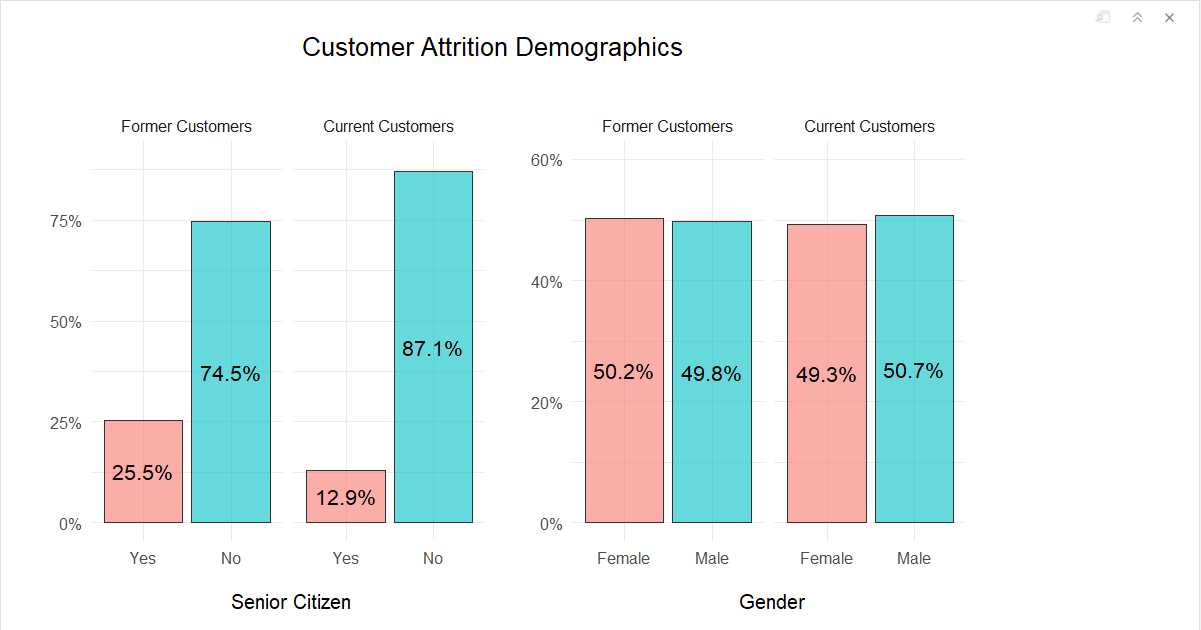 Customer Attrition Demographics
Former Customers
Current Customers
75%
50%
25%
0%
25.5%
74.5%
12.9%
87.1%
Yes
No
Yes
No
Senior Citizen
Former Customers
Current Customers
60%
40%
20%
0%
50.2%
49.8%
49.3%
50.7%
Female
Male
Female
Male
Gender